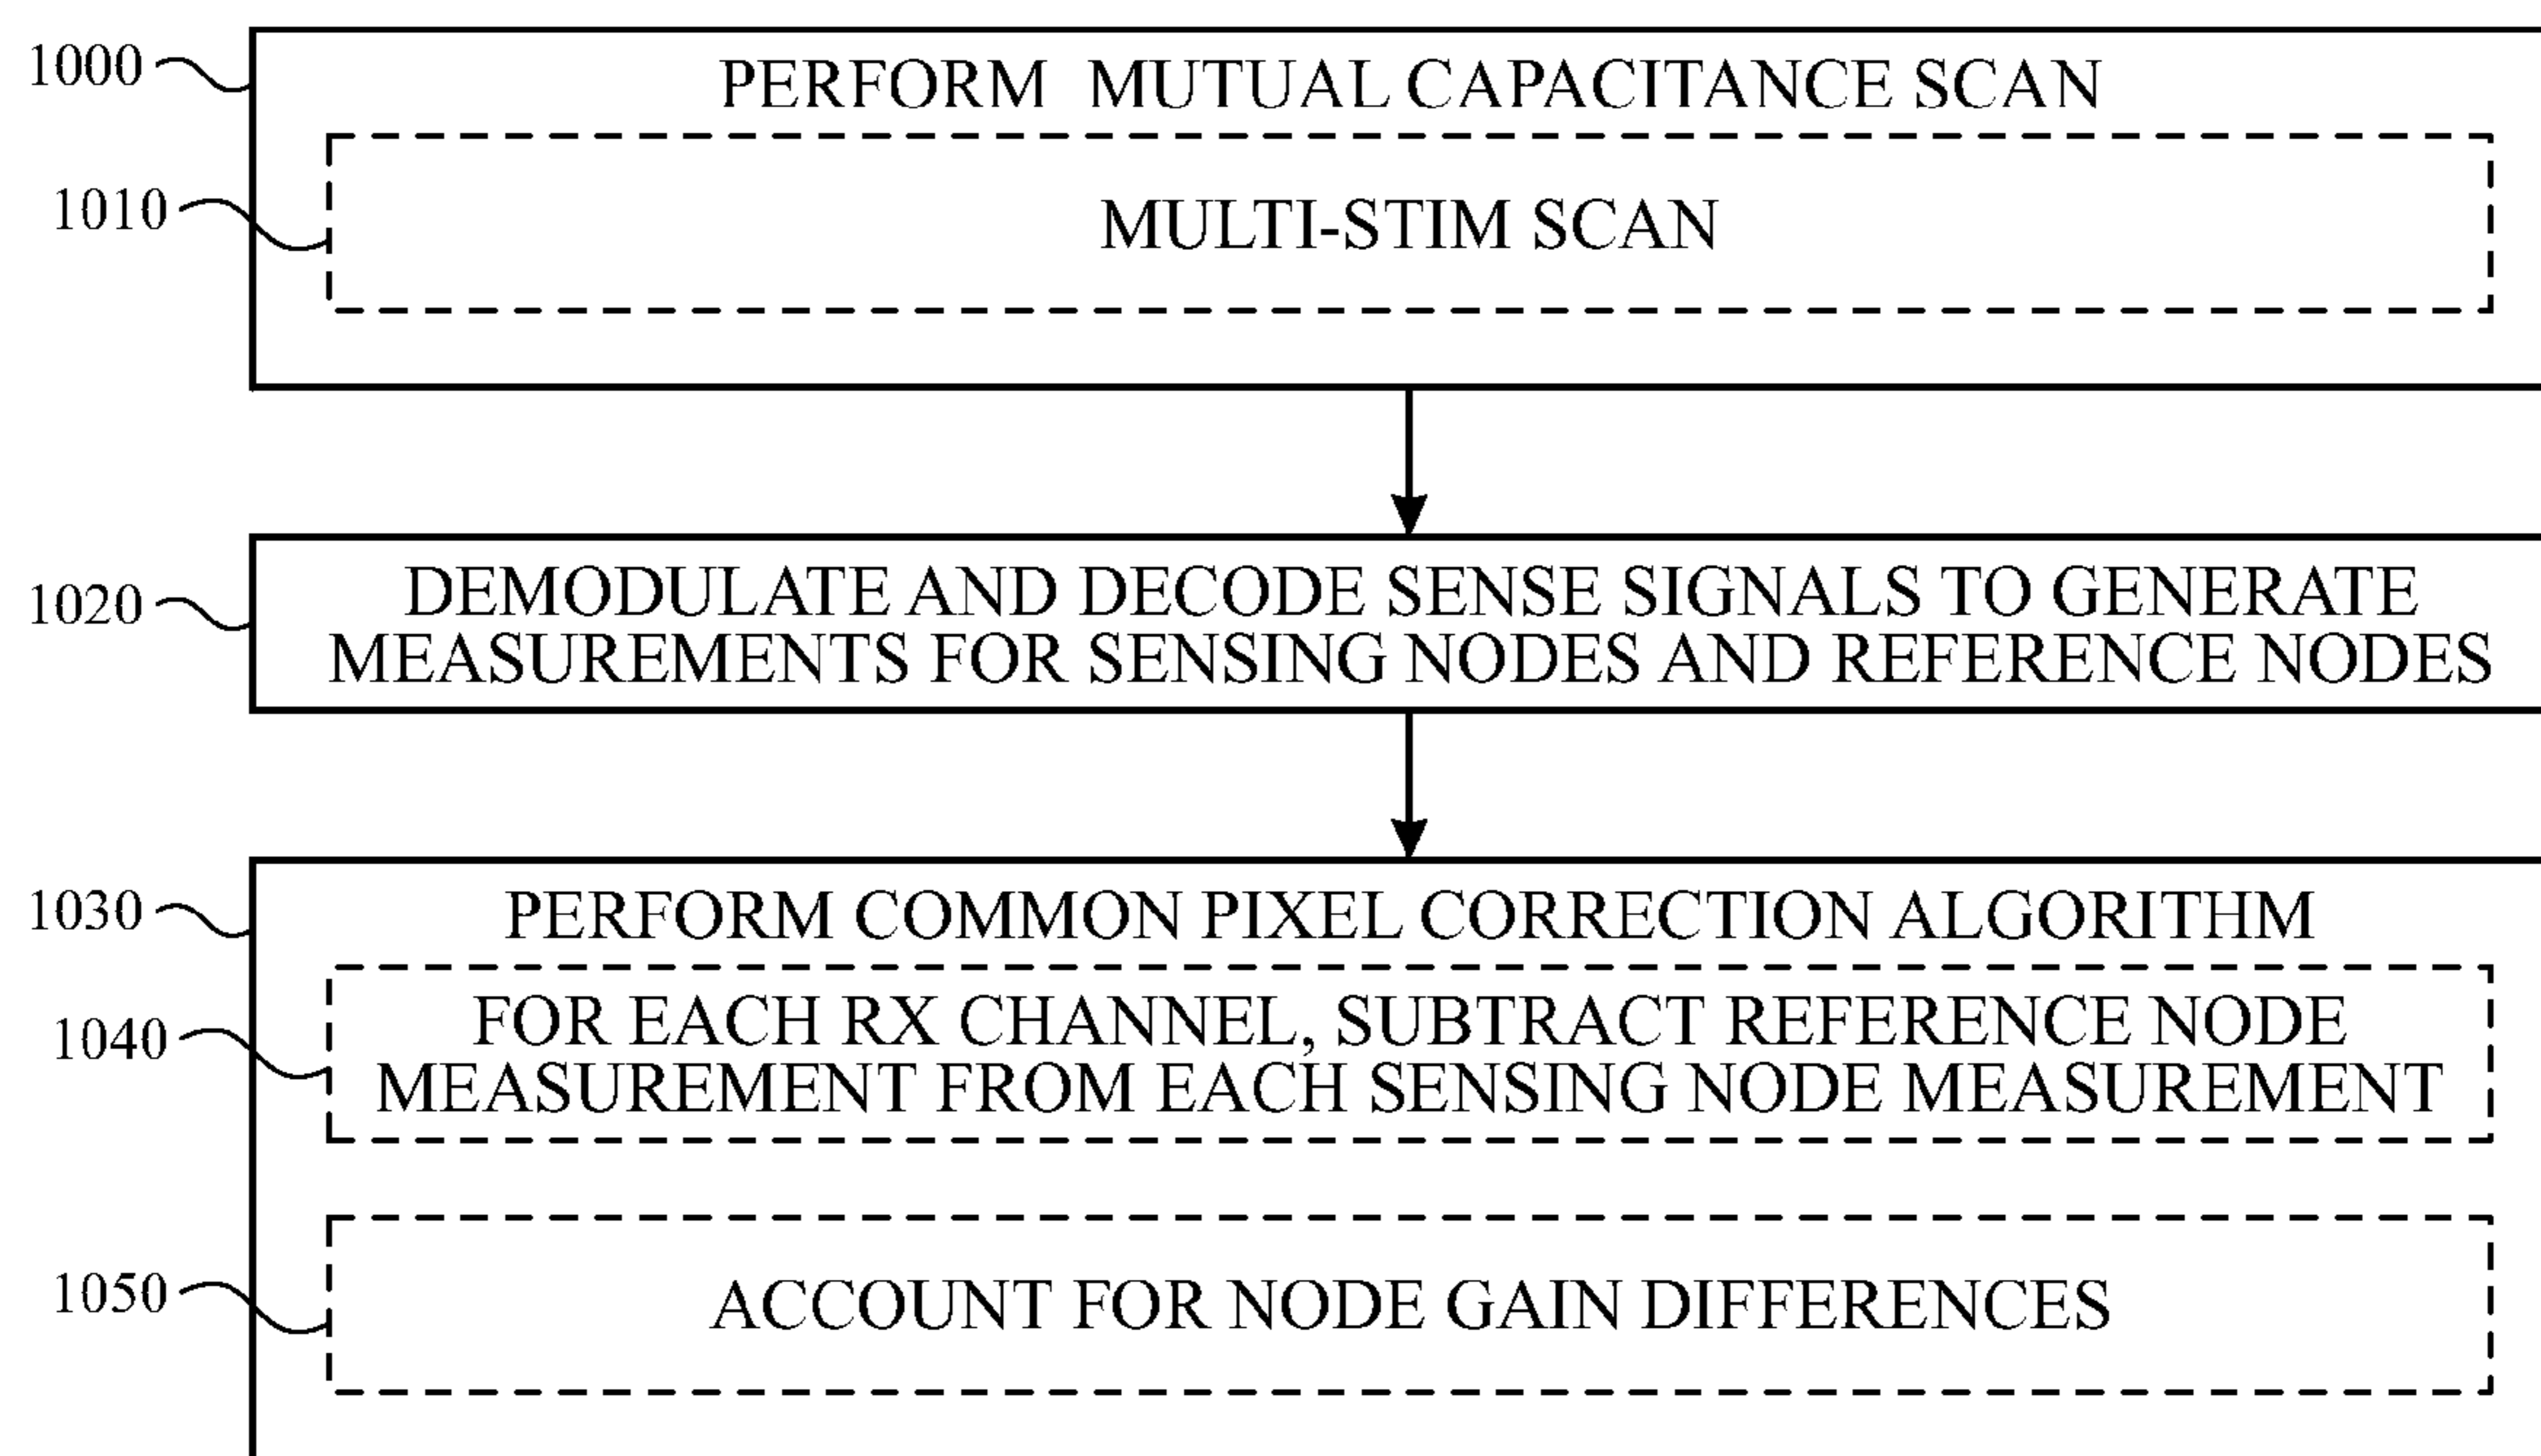 1000
PERFORM MUTUAL CAPACITANCE SCAN
1010
MULTI-STIM SCAN
1020
DEMODULATE AND DECODE SENSE SIGNALS TO GENERATE
MEASUREMENTS FOR SENSING NODES AND REFERENCE NODES
1030
PERFORM COMMON PIXEL CORRECTION ALGORITHM
1040
FOR EACH RX CHANNEL, SUBTRACT REFERENCE NODE
MEASUREMENT FROM EACH SENSING NODE MEASUREMENT
1050
ACCOUNT FOR NODE GAIN DIFFERENCES